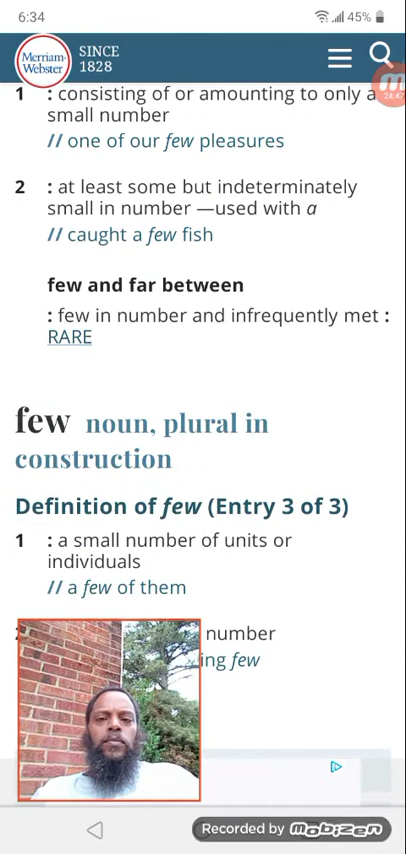 6:34
45%
Merriam-
Webster
SINCE
1828
24:47
1 : consisting of or amounting to only a
small number
// one of our few pleasures
2 : at least some but indeterminately
small in number —used with a
// caught a few fish
few and far between
: few in number and infrequently met :
RARE
few noun, plural in
construction
Definition of few (Entry 3 of 3)
1 : a small number of units or
individuals
// a few of them
number
ing few
Recorded by mobizen